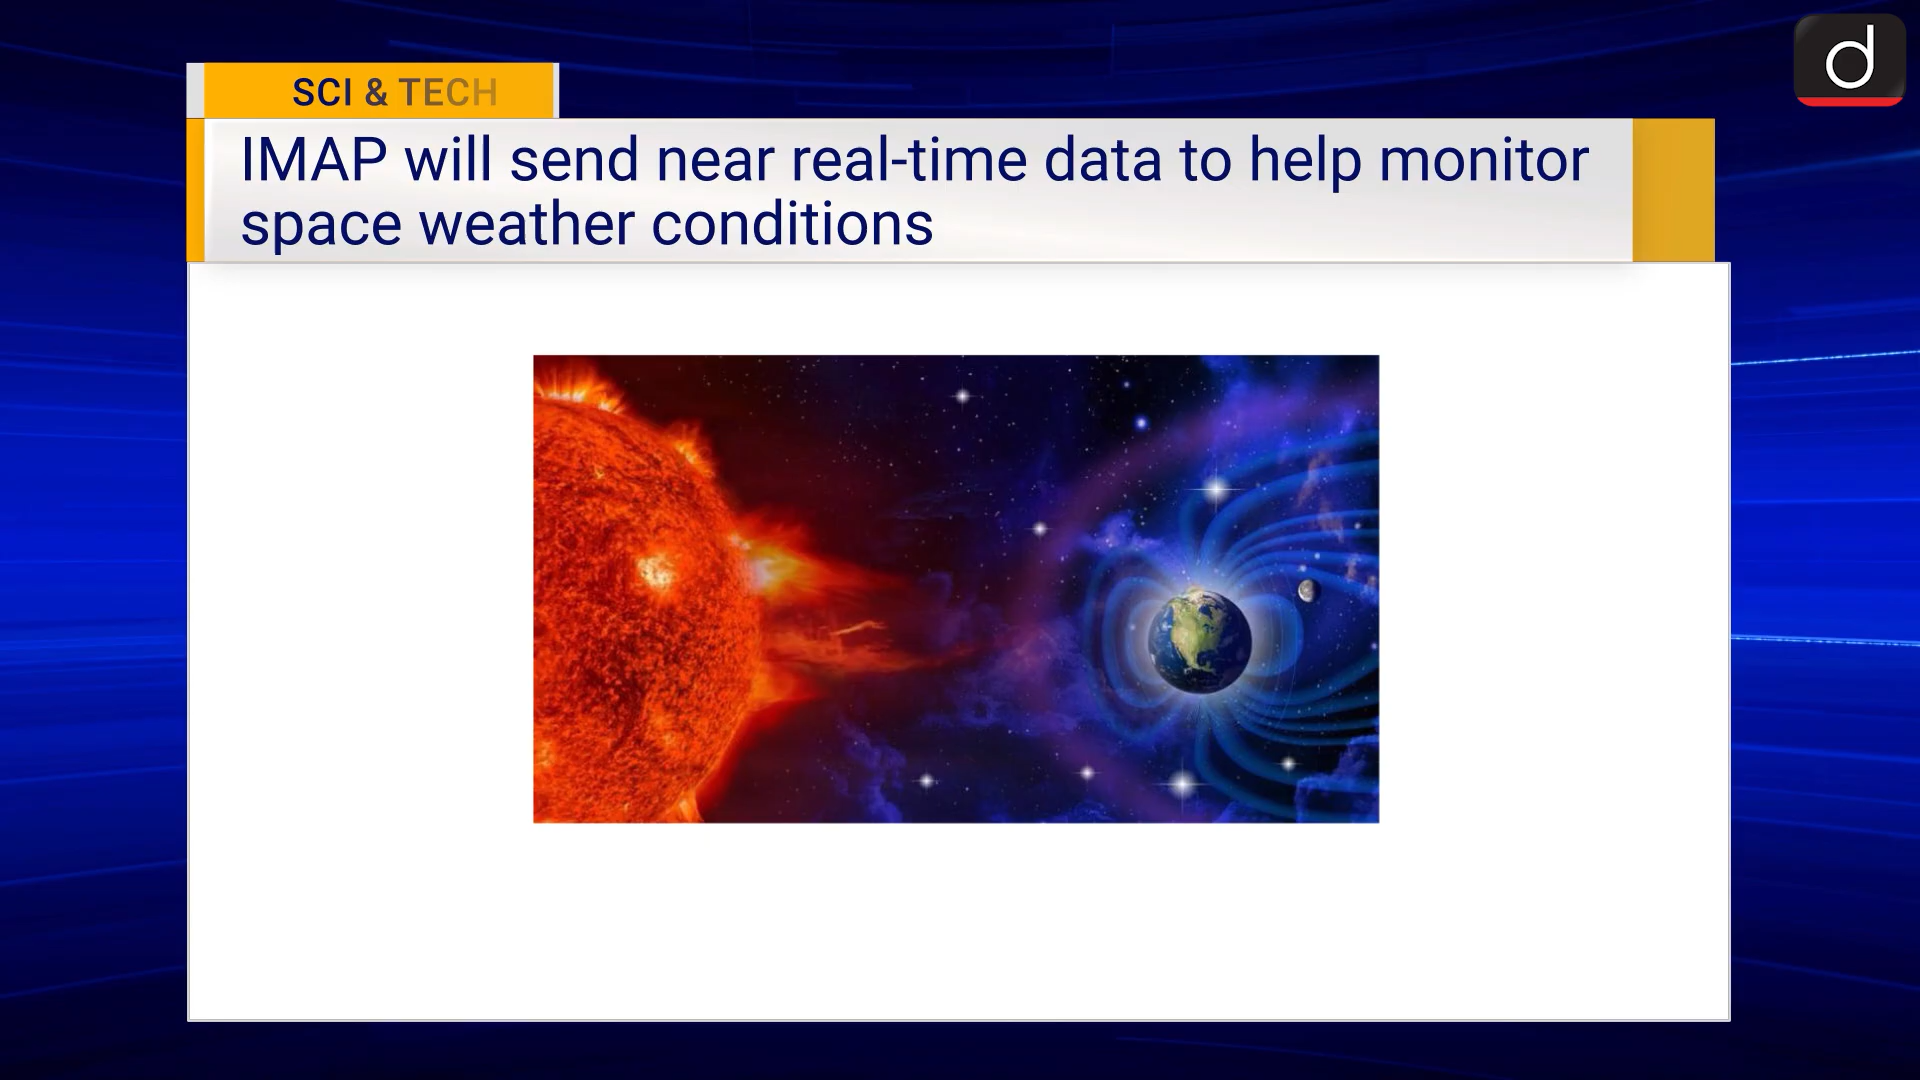 d
SCI & TECH
IMAP will send near real-time data to help monitor
space weather conditions